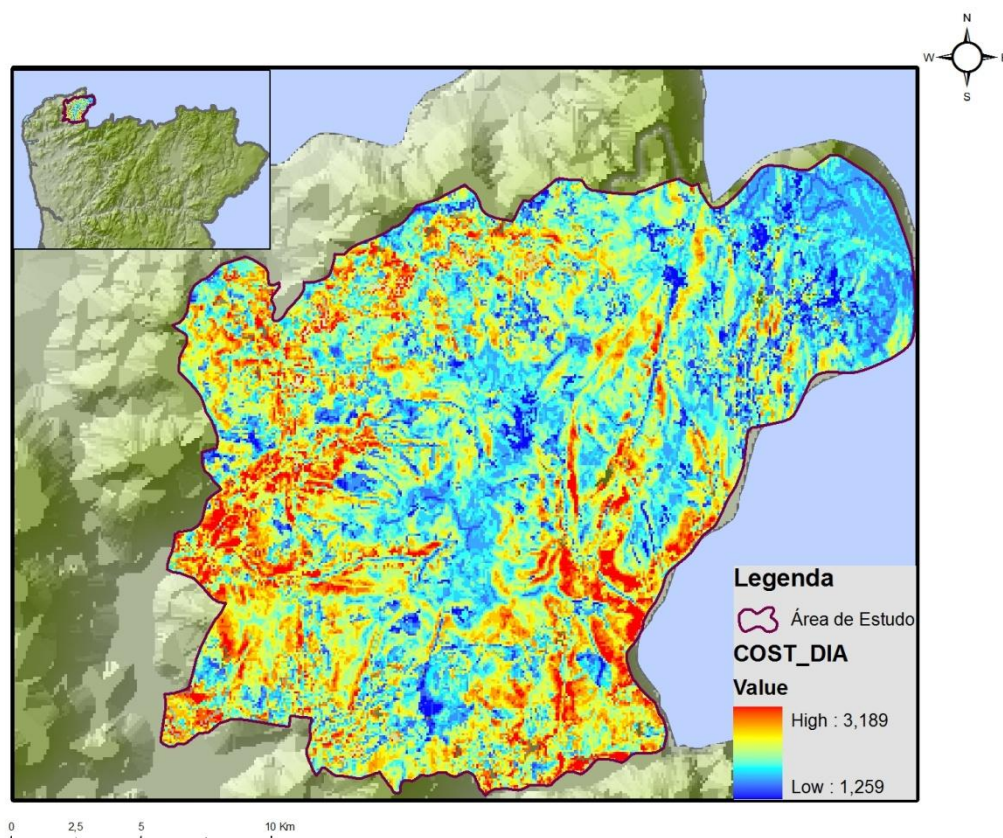 N
W
S
Legenda
Área de Estudo
COST_DIA
Value
High : 3,189
Low : 1,259
0 2,5 5 10 Km